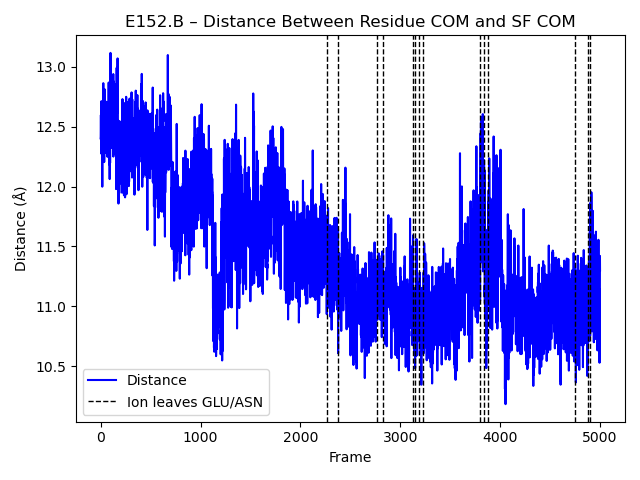 E152.B – Distance Between Residue COM and SF COM
Distance (Å)
13.0
12.5
12.0
11.5
11.0
10.5
Distance
Ion leaves GLU/ASN
0 1000 2000 3000 4000 5000
Frame